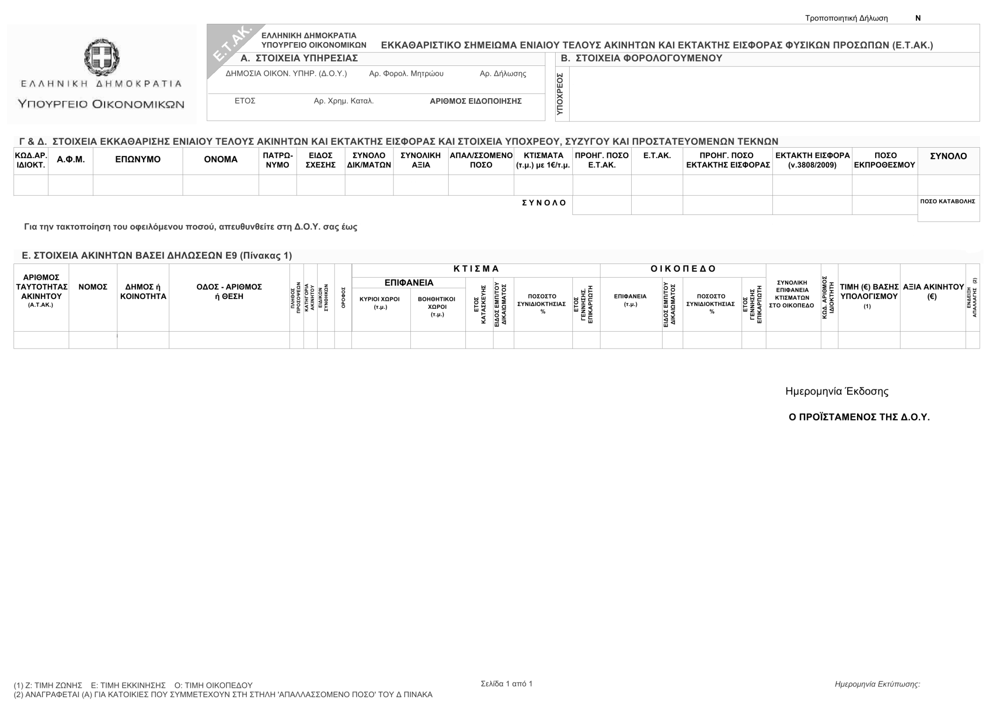 Τροποποιητική Δήλωση Ν
ΕΛΛΗΝΙΚΗ ΔΗΜΟΚΡΑΤΙΑ
ΥΠΟΥΡΓΕΙΟ ΟΙΚΟΝΟΜΙΚΩΝ
Ε.Τ.ΑΚ.
ΕΛΛΗΝΙΚΗ ΔΗΜΟΚΡΑΤΙΑ
ΥΠΟΥΡΓΕΙΟ ΟΙΚΟΝΟΜΙΚΩΝ
ΕΚΚΑΘΑΡΙΣΤΙΚΟ ΣΗΜΕΙΩΜΑ ΕΝΙΑΙΟΥ ΤΕΛΟΥΣ ΑΚΙΝΗΤΩΝ ΚΑΙ ΕΚΤΑΚΤΗΣ ΕΙΣΦΟΡΑΣ ΦΥΣΙΚΩΝ ΠΡΟΣΩΠΩΝ (Ε.Τ.ΑΚ.)
Α. ΣΤΟΙΧΕΙΑ ΥΠΗΡΕΣΙΑΣ
ΔΗΜΟΣΙΑ ΟΙΚΟΝ. ΥΠΗΡ. (Δ.Ο.Υ.) Αρ. Φορολ. Μητρώου Αρ. Δήλωσης
ΕΤΟΣ Αρ. Χρημ. Καταλ. ΑΡΙΘΜΟΣ ΕΙΔΟΠΟΙΗΣΗΣ
Β. ΣΤΟΙΧΕΙΑ ΦΟΡΟΛΟΓΟΥΜΕΝΟΥ
ΥΠΟΧΡΕΟΣ
Γ & Δ. ΣΤΟΙΧΕΙΑ ΕΚΚΑΘΑΡΙΣΗΣ ΕΝΙΑΙΟΥ ΤΕΛΟΥΣ ΑΚΙΝΗΤΩΝ ΚΑΙ ΕΚΤΑΚΤΗΣ ΕΙΣΦΟΡΑΣ ΚΑΙ ΣΤΟΙΧΕΙΑ ΥΠΟΧΡΕΟΥ, ΣΥΖΥΓΟΥ ΚΑΙ ΠΡΟΣΤΑΤΕΥΟΜΕΝΩΝ ΤΕΚΝΩΝ
ΚΩΔ.ΑΡ.
ΙΔΙΟΚΤ.
Α.Φ.Μ.
ΕΠΩΝΥΜΟ
ΟΝΟΜΑ
ΠΑΤΡΩ-
ΝΥΜΟ
ΕΙΔΟΣ
ΣΧΕΣΗΣ
ΣΥΝΟΛΟ
ΔΙΚ/ΜΑΤΩΝ
ΣΥΝΟΛΙΚΗ
ΑΞΙΑ
ΑΠΑΛ/ΣΣΟΜΕΝΟ
ΠΟΣΟ
ΚΤΙΣΜΑΤΑ
(τ.μ.) με 1€/τ.μ.
ΠΡΟΗΓ. ΠΟΣΟ
Ε.Τ.ΑΚ.
Ε.Τ.ΑΚ.
ΠΡΟΗΓ. ΠΟΣΟ
ΕΚΤΑΚΤΗΣ ΕΙΣΦΟΡΑΣ
ΕΚΤΑΚΤΗ ΕΙΣΦΟΡΑ
(ν.3808/2009)
ΠΟΣΟ
ΕΚΠΡΟΘΕΣΜΟΥ
ΣΥΝΟΛΟ
Σ Υ Ν Ο Λ Ο
ΠΟΣΟ ΚΑΤΑΒΟΛΗΣ
Για την τακτοποίηση του οφειλόμενου ποσού, απευθυνθείτε στη Δ.Ο.Υ. σας έως
Ε. ΣΤΟΙΧΕΙΑ ΑΚΙΝΗΤΩΝ ΒΑΣΕΙ ΔΗΛΩΣΕΩΝ Ε9 (Πίνακας 1)
ΑΡΙΘΜΟΣ
ΤΑΥΤΟΤΗΤΑΣ
ΑΚΙΝΗΤΟΥ
(Α.Τ.ΑΚ.)
ΝΟΜΟΣ
ΔΗΜΟΣ ή
ΚΟΙΝΟΤΗΤΑ
ΟΔΟΣ - ΑΡΙΘΜΟΣ
ή ΘΕΣΗ
ΠΛΗΘΟΣ
ΠΡΟΣΟΨΕΩΝ
ΚΑΤΗΓΟΡΙΑ
ΑΚΙΝΗΤΟΥ
ΕΙΔΙΚΩΝ
ΣΥΝΘΗΚΩΝ
ΟΡΟΦΟΣ
Κ Τ Ι Σ Μ Α
ΕΠΙΦΑΝΕΙΑ
ΚΥΡΙΟΙ ΧΩΡΟΙ
(τ.μ.)
ΒΟΗΘΗΤΙΚΟΙ
ΧΩΡΟΙ
(τ.μ.)
ΕΤΟΣ
ΚΑΤΑΣΚΕΥΗΣ
ΕΙΔΟΣ ΕΜΠ/ΤΟΥ
ΔΙΚΑΙΩΜΑΤΟΣ
ΠΟΣΟΣΤΟ
ΣΥΝΙΔΙΟΚΤΗΣΙΑΣ
%
ΕΤΟΣ
ΓΕΝΝΗΣΗΣ.
ΕΠΙΚΑΡΠΩΤΗ
Ο Ι Κ Ο Π Ε Δ Ο
ΕΠΙΦΑΝΕΙΑ
(τ.μ.)
ΕΙΔΟΣ ΕΜΠ/ΤΟΥ
ΔΙΚΑΙΩΜΑΤΟΣ
ΠΟΣΟΣΤΟ
ΣΥΝΙΔΙΟΚΤΗΣΙΑΣ
%
ΕΤΟΣ
ΓΕΝΝΗΣΗΣ
ΕΠΙΚΑΡΠΩΤΗ
ΣΥΝΟΛΙΚΗ
ΕΠΙΦΑΝΕΙΑ
ΚΤΙΣΜΑΤΩΝ
ΣΤΟ ΟΙΚΟΠΕΔΟ
ΚΩΔ. ΑΡΙΘΜΟΣ
ΙΔΙΟΚΤΗΤΗ
ΤΙΜΗ (€) ΒΑΣΗΣ
ΥΠΟΛΟΓΙΣΜΟΥ
(1)
ΑΞΙΑ ΑΚΙΝΗΤΟΥ
(€)
ΕΝΔΕΙΞΗ
ΑΠΑΛΛΑΓΗΣ (2)
Ημερομηνία Έκδοσης
Ο ΠΡΟΪΣΤΑΜΕΝΟΣ ΤΗΣ Δ.Ο.Υ.
(1) Ζ: ΤΙΜΗ ΖΩΝΗΣ Ε: ΤΙΜΗ ΕΚΚΙΝΗΣΗΣ Ο: ΤΙΜΗ ΟΙΚΟΠΕΔΟΥ
(2) ΑΝΑΓΡΑΦΕΤΑΙ (Α) ΓΙΑ ΚΑΤΟΙΚΙΕΣ ΠΟΥ ΣΥΜΜΕΤΕΧΟΥΝ ΣΤΗ ΣΤΗΛΗ 'ΑΠΑΛΛΑΣΣΟΜΕΝΟ ΠΟΣΟ' ΤΟΥ Δ ΠΙΝΑΚΑ
Σελίδα 1 από 1
Ημερομηνία Εκτύπωσης: